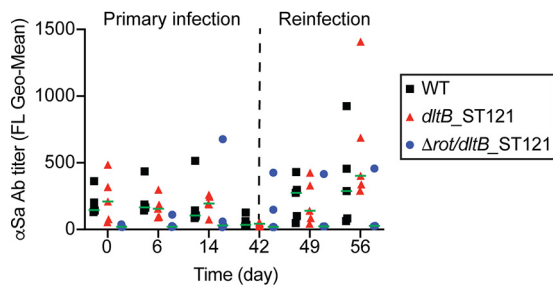 Primary infection Reinfection
1500
1000
500
0
αSa Ab titer (FL Geo-Mean)
0 6 14 42 49 56
Time (day)
WT
dltB_ST121
Δrot/dltB_ST121